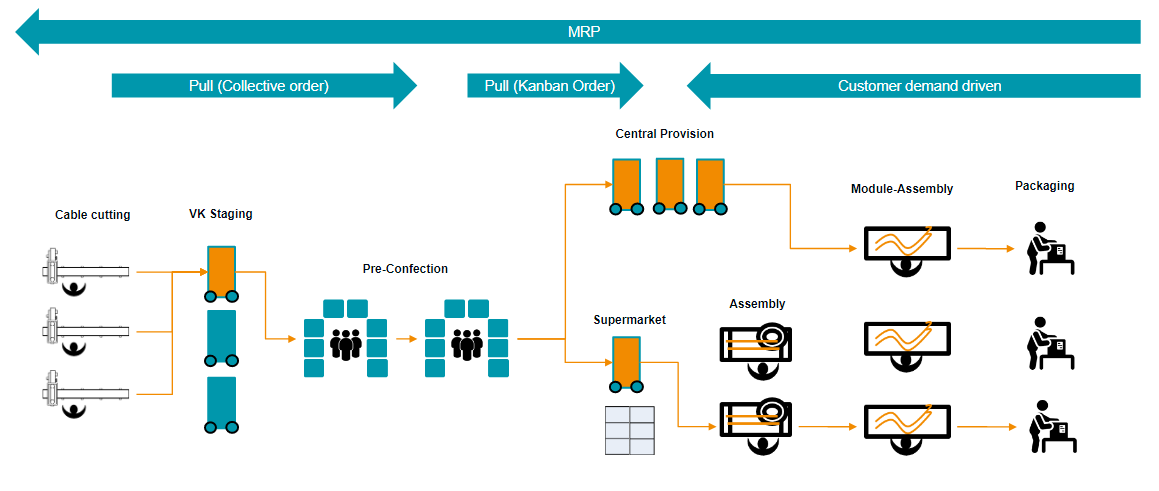 MRP
Pull (Collective order)
Pull (Kanban Order)
Customer demand driven
Central Provision
Module-Assembly
Packaging
Cable cutting
VK Staging
Pre-Confection
Assembly
Supermarket